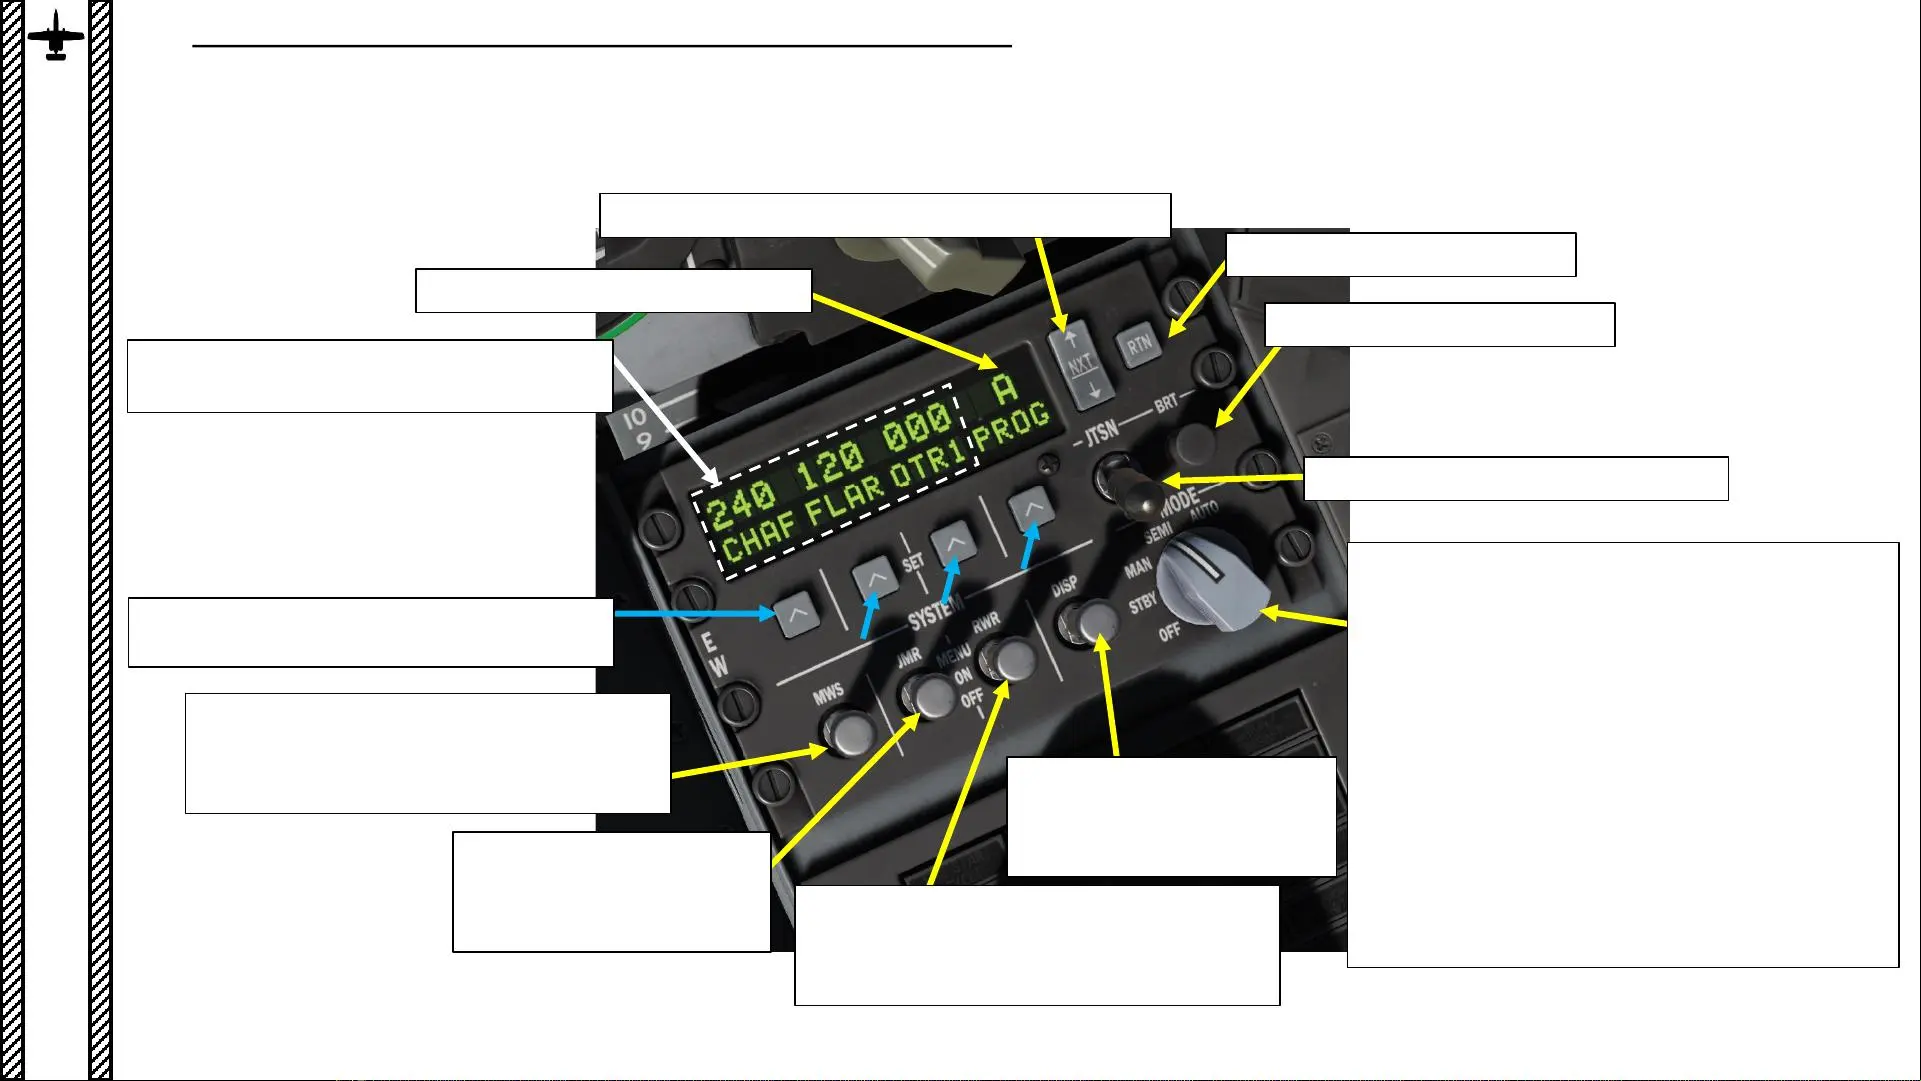 RTN
NXT
BRT
JTSN
240 120 000 A
CHAF FLAR OTR1 PROG
10
9
MODE
OFF
STBY
MAN
SEMI
AUTO
SET
SYSTEM
DISP
RWR
JMR
MENU
ON
OFF
MWS
E
W